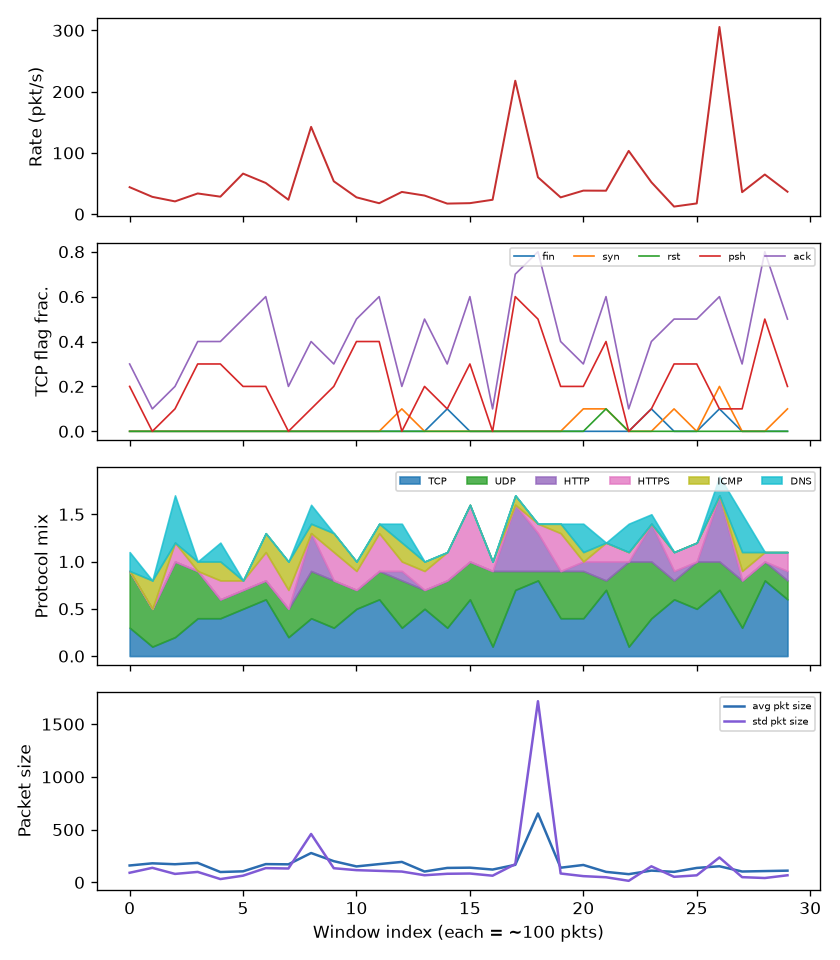 300
200
100
0
Rate (pkt/s)
fin syn rst psh ack
0.8
0.6
0.4
0.2
0.0
TCP flag frac.
TCP UDP HTTP HTTPS ICMP DNS
1.5
1.0
0.5
0.0
Protocol mix
avg pkt size
std pkt size
1500
1000
500
0
Packet size
0 5 10 15 20 25 30
Window index (each = ~100 pkts)